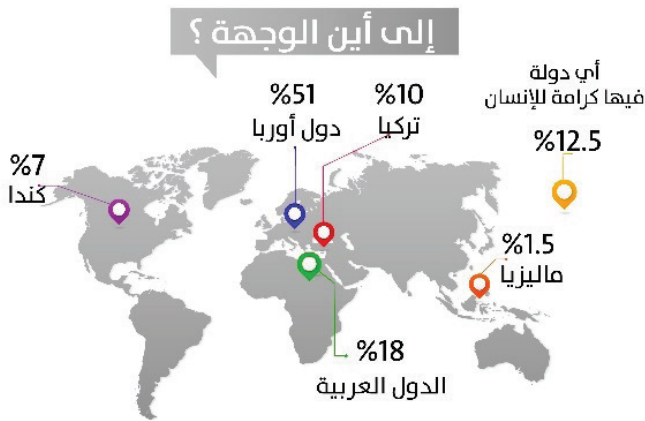 إلى أين الوجهة ؟
أي دولة
فيها كرامة للإنسان
%12.5
%10
تركيا
%51
دول أوربا
%7
كندا
%1.5
ماليزيا
%18
الدول العربية